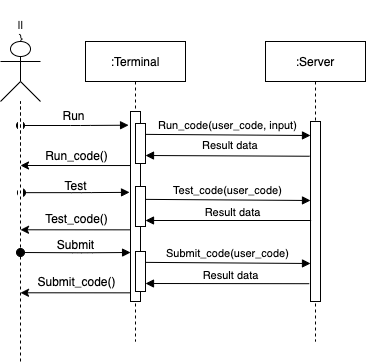 :Terminal
:Server
Run
Run_code(user_code, input)
Result data
Run_code()
Test
Test_code(user_code)
Result data
Test_code()
Submit
Submit_code(user_code)
Result data
Submit_code()